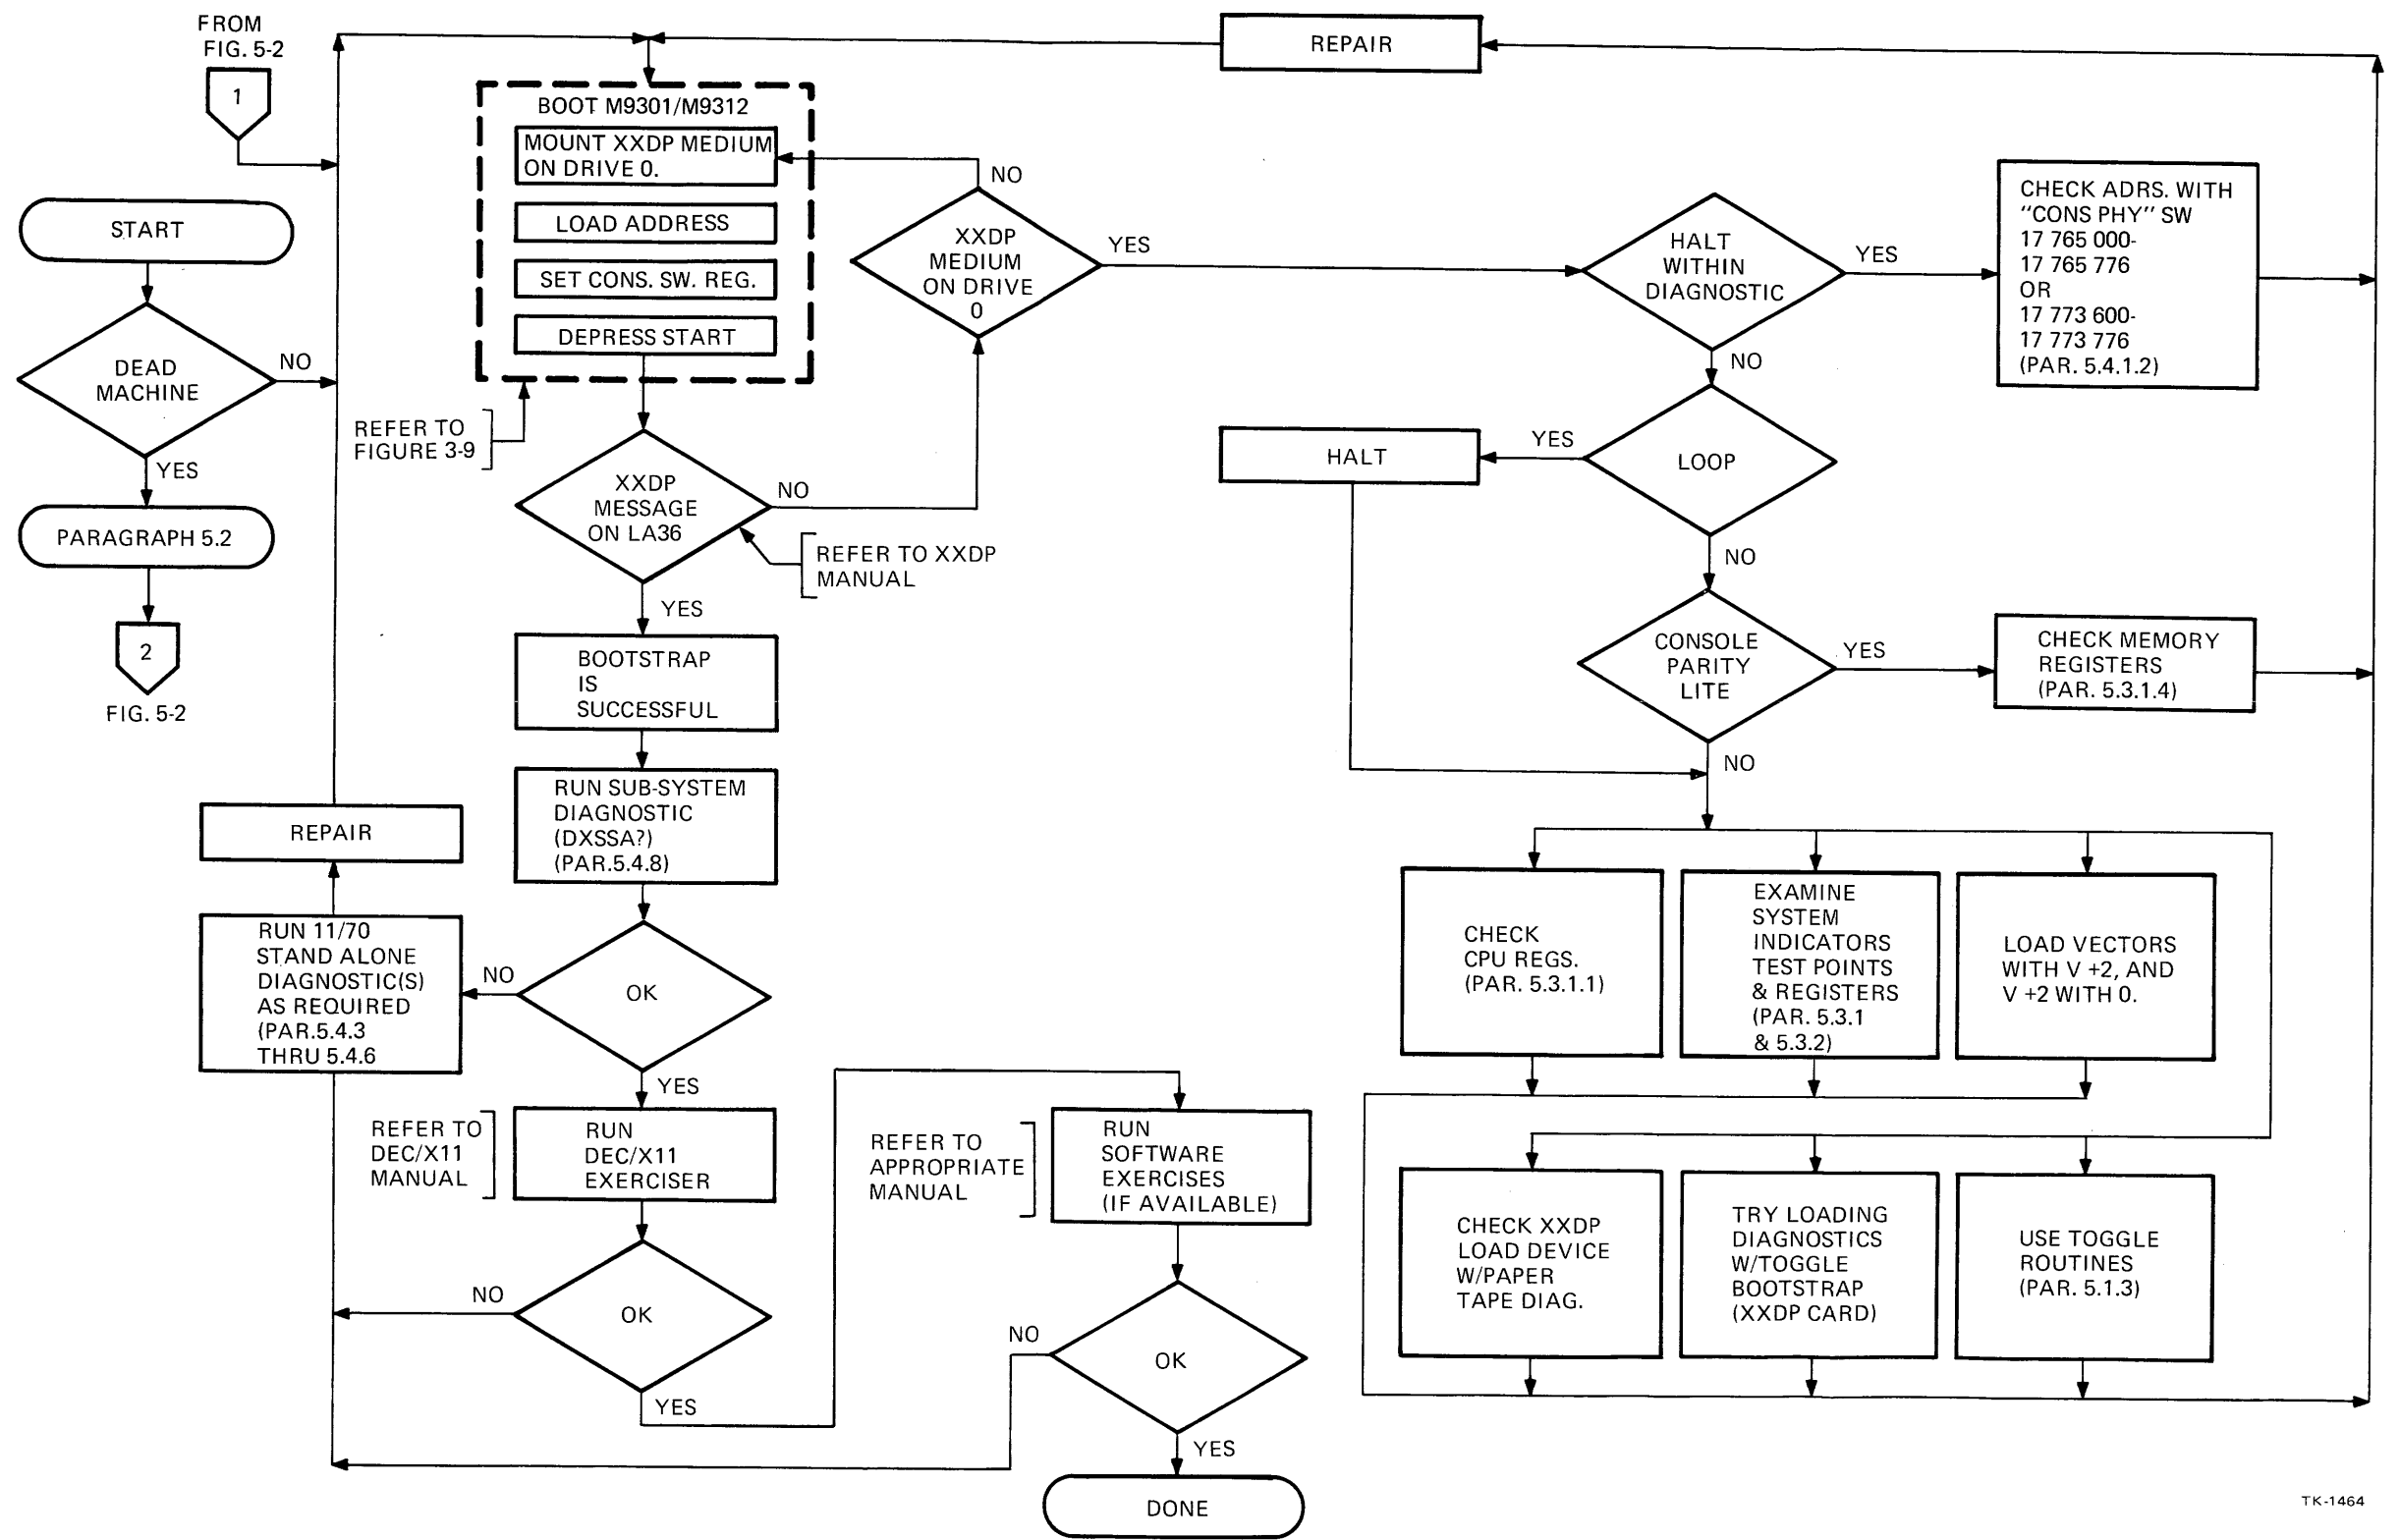 FROM
FIG. 5-2
1
START
DEAD
MACHINE
NO
YES
PARAGRAPH 5.2
2
FIG. 5-2
REPAIR
BOOT M9301/M9312
MOUNT XXDP MEDIUM
ON DRIVE 0.
LOAD ADDRESS
SET CONS. SW. REG.
DEPRESS START
REFER TO
FIGURE 3-9
XXDP
MESSAGE
ON LA36
NO
REFER TO XXDP
MANUAL
YES
XXDP
MEDIUM
ON DRIVE
0
NO
YES
BOOTSTRAP
IS
SUCCESSFUL
RUN SUB-SYSTEM
DIAGNOSTIC
(DXSSA?)
(PAR.5.4.8)
OK
NO
YES
REPAIR
RUN 11/70
STAND ALONE
DIAGNOSTIC(S)
AS REQUIRED
(PAR.5.4.3
THRU 5.4.6
REFER TO
DEC/X11
MANUAL
RUN
DEC/X11
EXERCISER
OK
NO
YES
REFER TO
APPROPRIATE
MANUAL
RUN
SOFTWARE
EXERCISES
(IF AVAILABLE)
OK
NO
YES
DONE
HALT
WITHIN
DIAGNOSTIC
YES
NO
CHECK ADRS. WITH
"CONS PHY" SW
17 765 000-
17 765 776
OR
17 773 600-
17 773 776
(PAR. 5.4.1.2)
LOOP
YES
HALT
NO
CONSOLE
PARITY
LITE
YES
CHECK MEMORY
REGISTERS
(PAR. 5.3.1.4)
NO
CHECK
CPU REGS.
(PAR. 5.3.1.1)
EXAMINE
SYSTEM
INDICATORS
TEST POINTS
& REGISTERS
(PAR. 5.3.1
& 5.3.2)
LOAD VECTORS
WITH V +2, AND
V +2 WITH 0.
CHECK XXDP
LOAD DEVICE
W/PAPER
TAPE DIAG.
TRY LOADING
DIAGNOSTICS
W/TOGGLE
BOOTSTRAP
(XXDP CARD)
USE TOGGLE
ROUTINES
(PAR. 5.1.3)
TK-1464